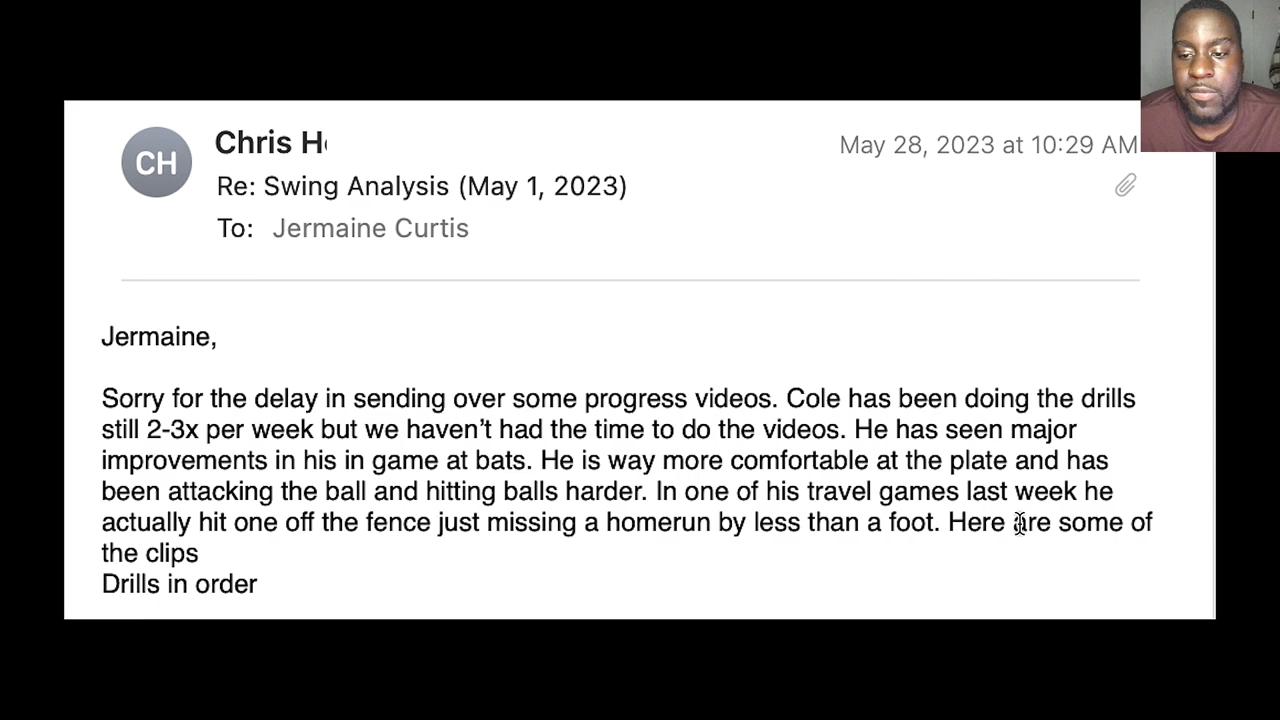 CH
Chris H
May 28, 2023 at 10:29 AM
Re: Swing Analysis (May 1, 2023)
To: Jermaine Curtis
Jermaine,
Sorry for the delay in sending over some progress videos. Cole has been doing the drills
still 2-3x per week but we haven’t had the time to do the videos. He has seen major
improvements in his in game at bats. He is way more comfortable at the plate and has
been attacking the ball and hitting balls harder. In one of his travel games last week he
actually hit one off the fence just missing a homerun by less than a foot. Here are some of
the clips
Drills in order